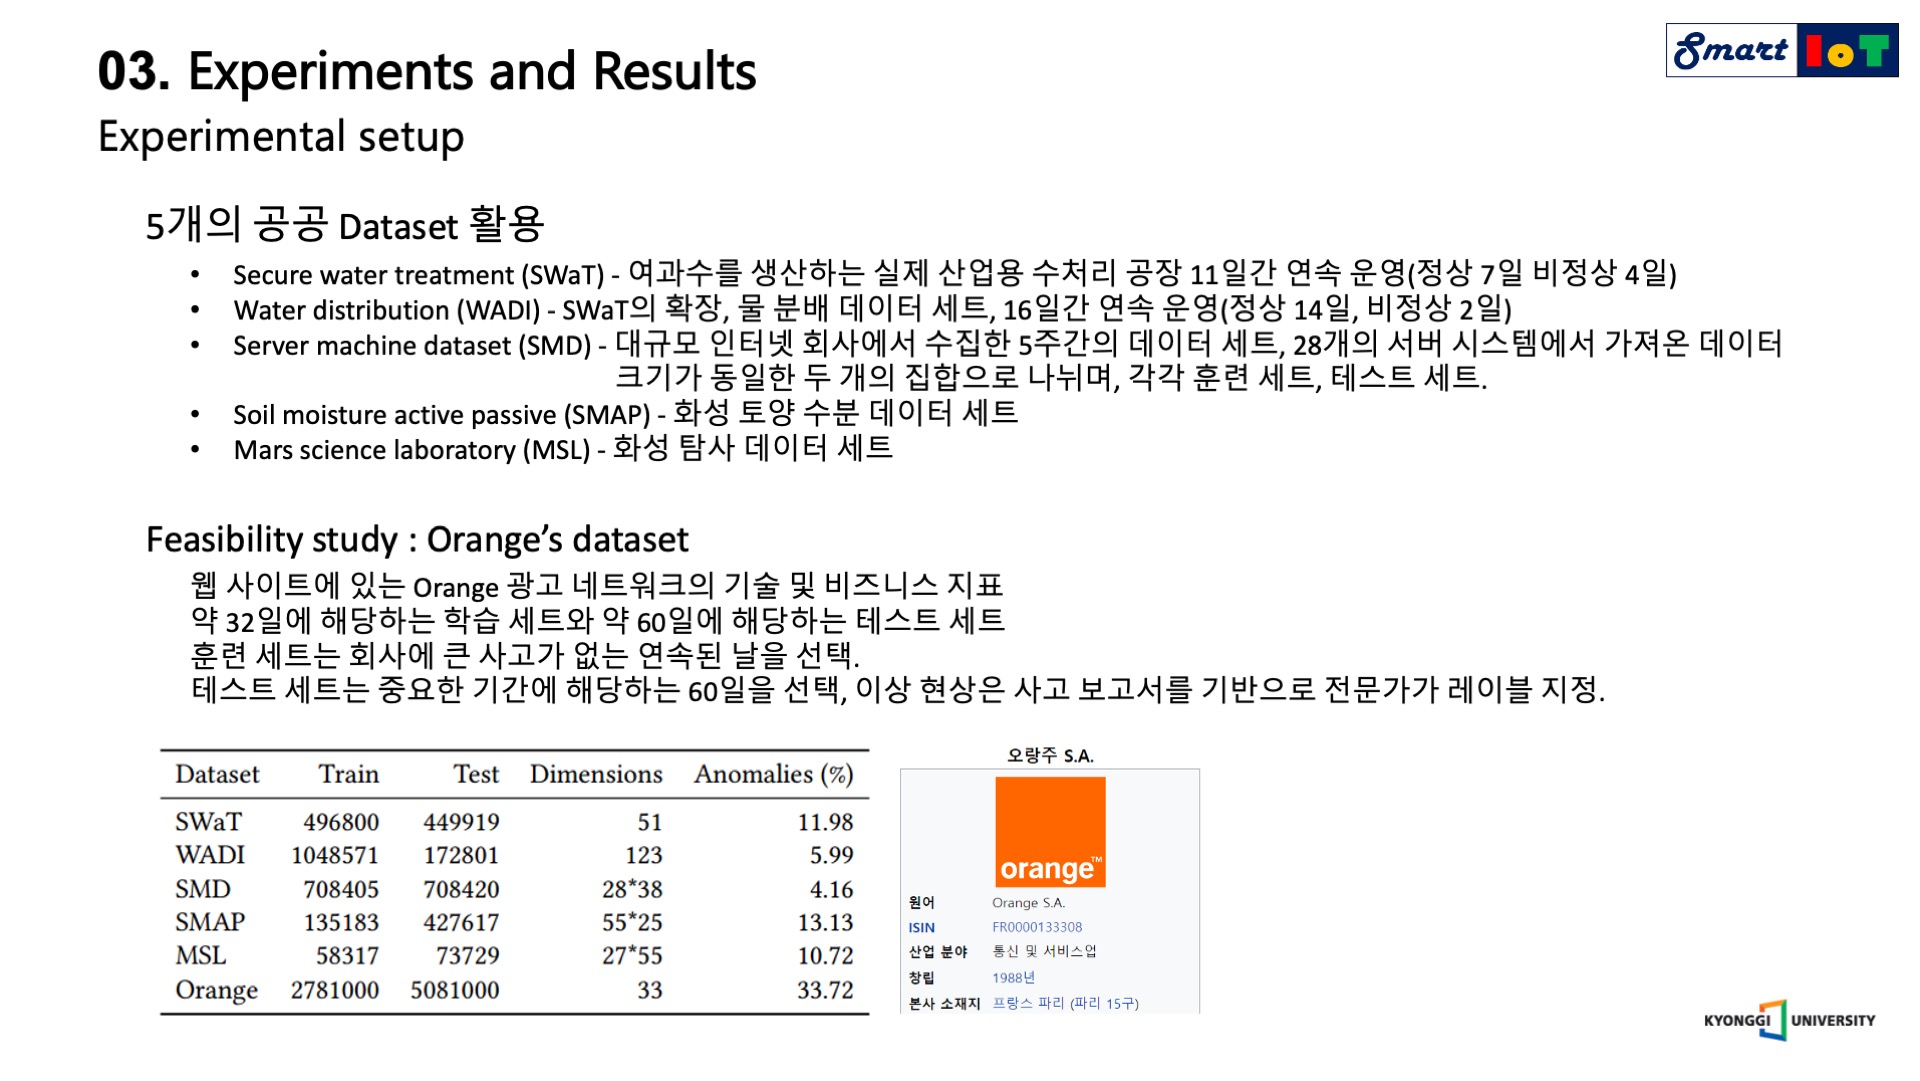 03. Experiments and Results
Smart IoT
Experimental setup
5개의 공공 Dataset 활용
• Secure water treatment (SWaT) - 여과수를 생산하는 실제 산업용 수처리 공장 11일간 연속 운영(정상 7일 비정상 4일)
• Water distribution (WADI) - SWaT의 확장, 물 분배 데이터 세트, 16일간 연속 운영(정상 14일, 비정상 2일)
• Server machine dataset (SMD) - 대규모 인터넷 회사에서 수집한 5주간의 데이터 세트, 28개의 서버 시스템에서 가져온 데이터
크기가 동일한 두 개의 집합으로 나뉘며, 각각 훈련 세트, 테스트 세트.
• Soil moisture active passive (SMAP) - 화성 토양 수분 데이터 세트
• Mars science laboratory (MSL) - 화성 탐사 데이터 세트
Feasibility study : Orange’s dataset
웹 사이트에 있는 Orange 광고 네트워크의 기술 및 비즈니스 지표
약 32일에 해당하는 학습 세트와 약 60일에 해당하는 테스트 세트
훈련 세트는 회사에 큰 사고가 없는 연속된 날을 선택.
테스트 세트는 중요한 기간에 해당하는 60일을 선택, 이상 현상은 사고 보고서를 기반으로 전문가가 레이블 지정.
Dataset Train Test Dimensions Anomalies (%)
SWaT 496800 449919 51 11.98
WADI 1048571 172801 123 5.99
SMD 708405 708420 28*38 4.16
SMAP 135183 427617 55*25 13.13
MSL 58317 73729 27*55 10.72
Orange 2781000 5081000 33 33.72
오랑주 S.A.
orange™
원어 Orange S.A.
ISIN FR0000133308
산업 분야 통신 및 서비스업
창립 1988년
본사 소재지 프랑스 파리 (파리 15구)
KYONGGI UNIVERSITY